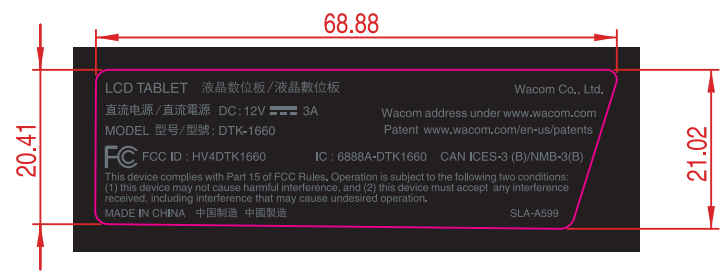 68.88
LCD TABLET 液晶数位板/液晶數位板 Wacom Co., Ltd.
直流电源/直流電源 DC:12V 3A Wacom address under www.wacom.com
MODEL 型号/型號: DTK-1660 Patent www.wacom.com/en-us/patents
FC FCC ID : HV4DTK1660 IC : 6888A-DTK1660 CAN ICES-3 (B)/NMB-3(B)
This device complies with Part 15 of FCC Rules. Operation is subject to the following two conditions:
(1) this device may not cause harmful interference, and (2) this device must accept any interference
received, including interference that may cause undesired operation.
MADE IN CHINA 中国制造 中國製造 SLA-A599
20.41
21.02